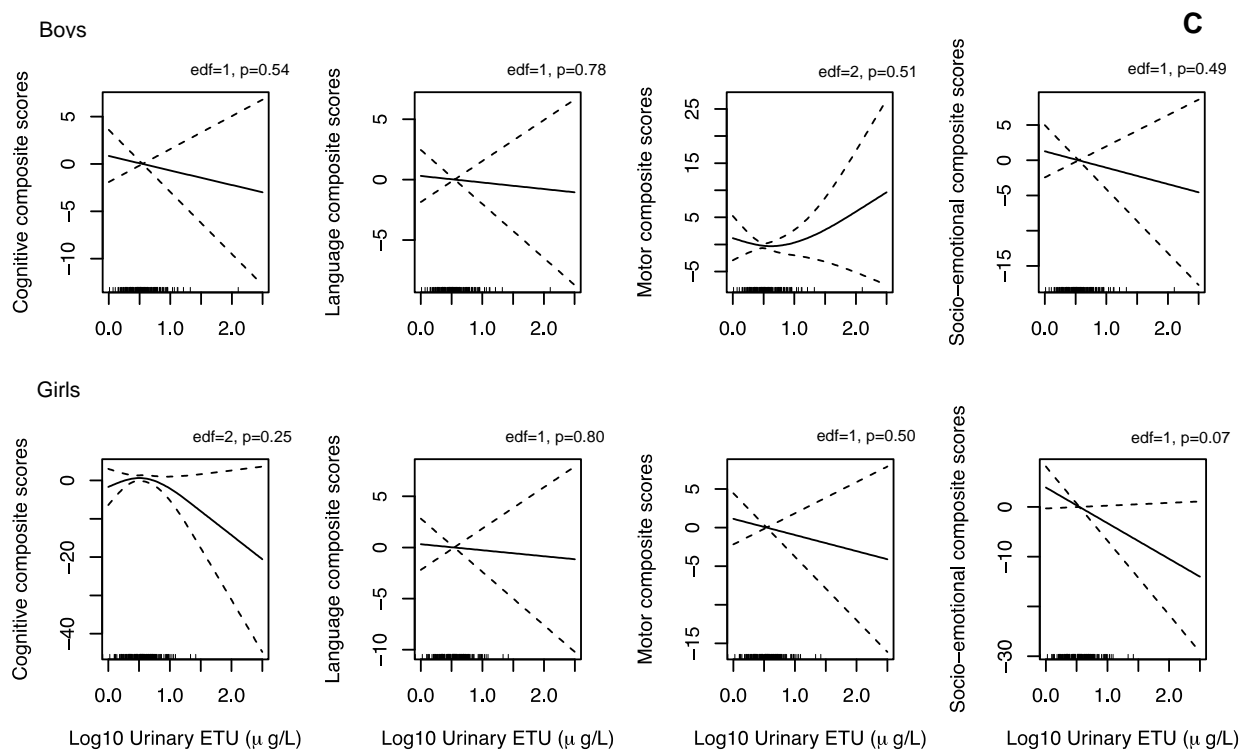 Boys
C
edf=1, p=0.54
edf=1, p=0.78
edf=2, p=0.51
edf=1, p=0.49
Cognitive composite scores
5
0
−5
−10
0.0 1.0 2.0
Language composite scores
5
0
−5
0.0 1.0 2.0
Motor composite scores
25
15
5
−5
0.0 1.0 2.0
Socio−emotional composite scores
5
0
−5
−15
0.0 1.0 2.0
Girls
edf=2, p=0.25
edf=1, p=0.80
edf=1, p=0.50
edf=1, p=0.07
Cognitive composite scores
0
−20
−40
0.0 1.0 2.0
Log10 Urinary ETU (μ g/L)
Language composite scores
5
0
−5
−10
0.0 1.0 2.0
Log10 Urinary ETU (μ g/L)
Motor composite scores
5
0
−5
−15
0.0 1.0 2.0
Log10 Urinary ETU (μ g/L)
Socio−emotional composite scores
0
−10
−30
0.0 1.0 2.0
Log10 Urinary ETU (μ g/L)